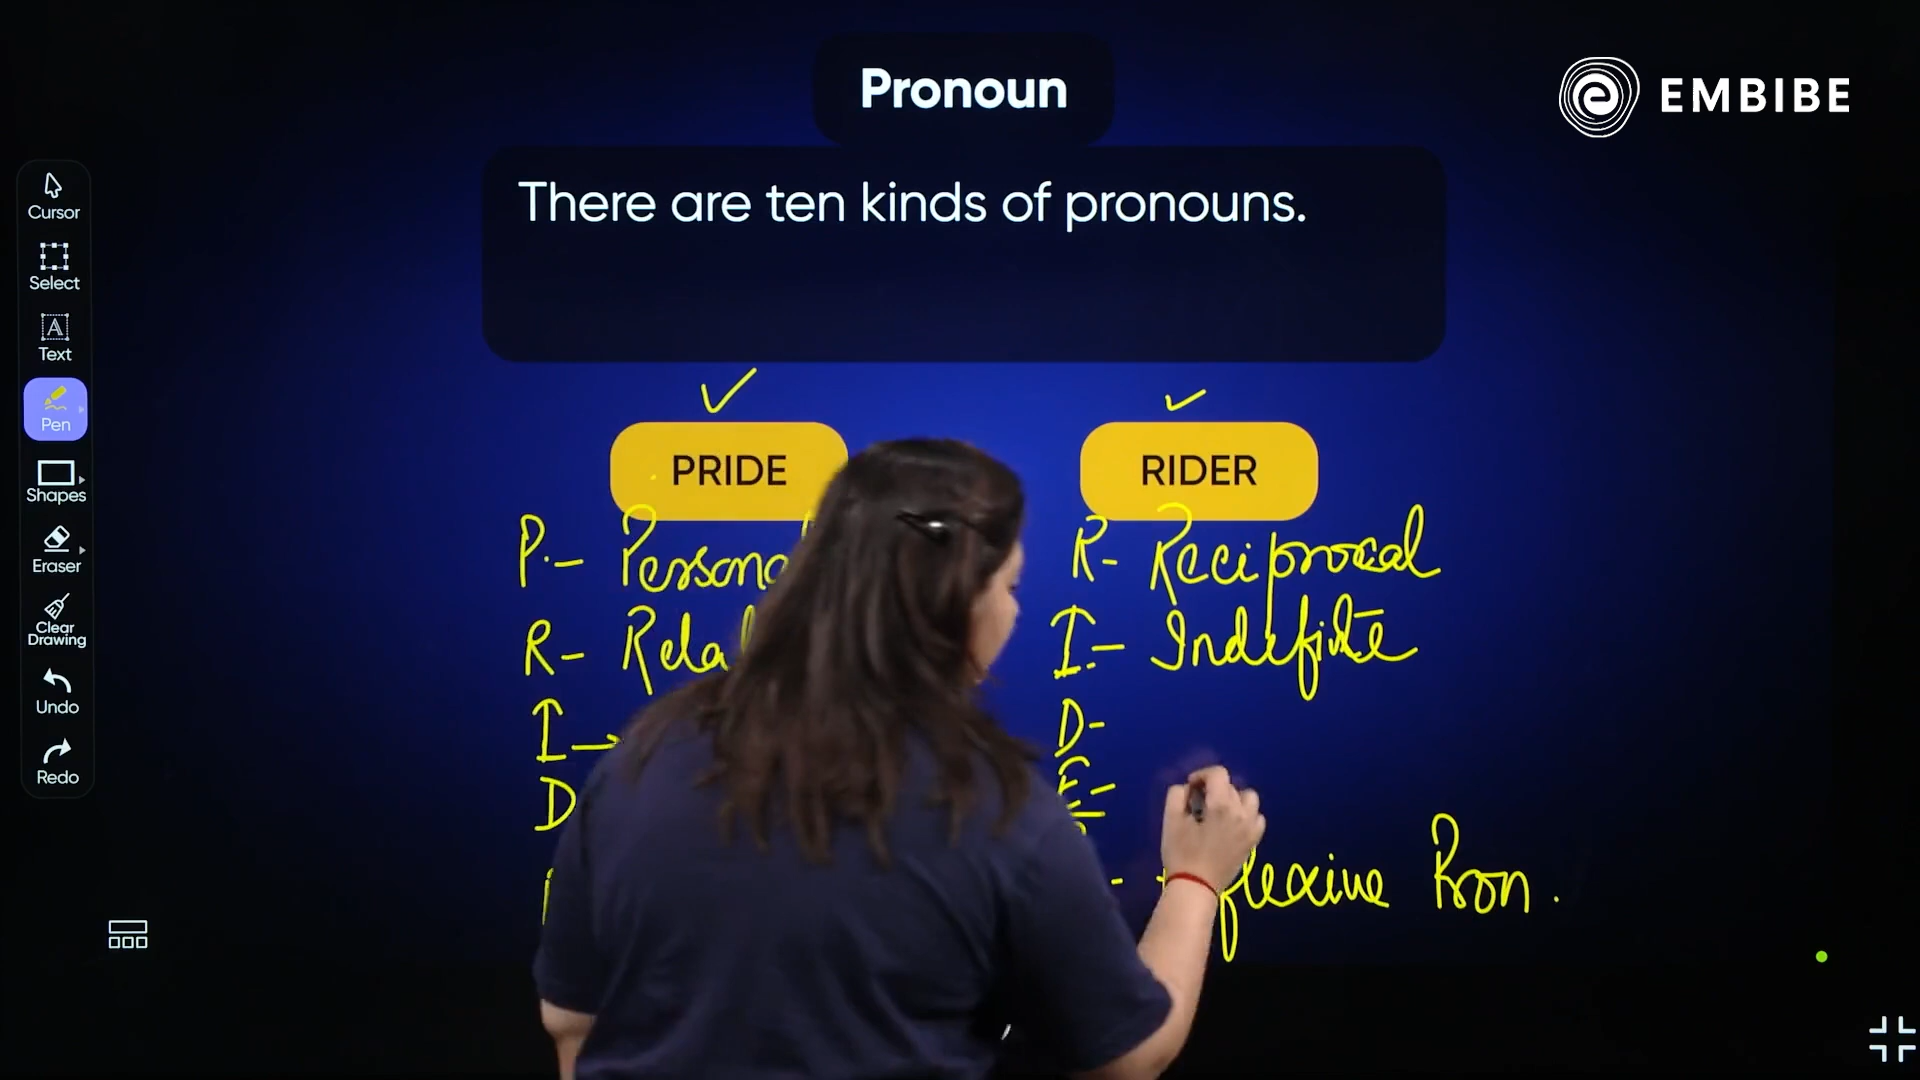 Pronoun
EMBIBE
There are ten kinds of pronouns.
Cursor
Select
Text
Pen
Shapes
Eraser
Clear
Drawing
Undo
Redo
PRIDE
RIDER
P.- Persona
R- Rela
I →
D
R- Reciprocal
I.- Indefinite
D-
E-
- flexive Pron.